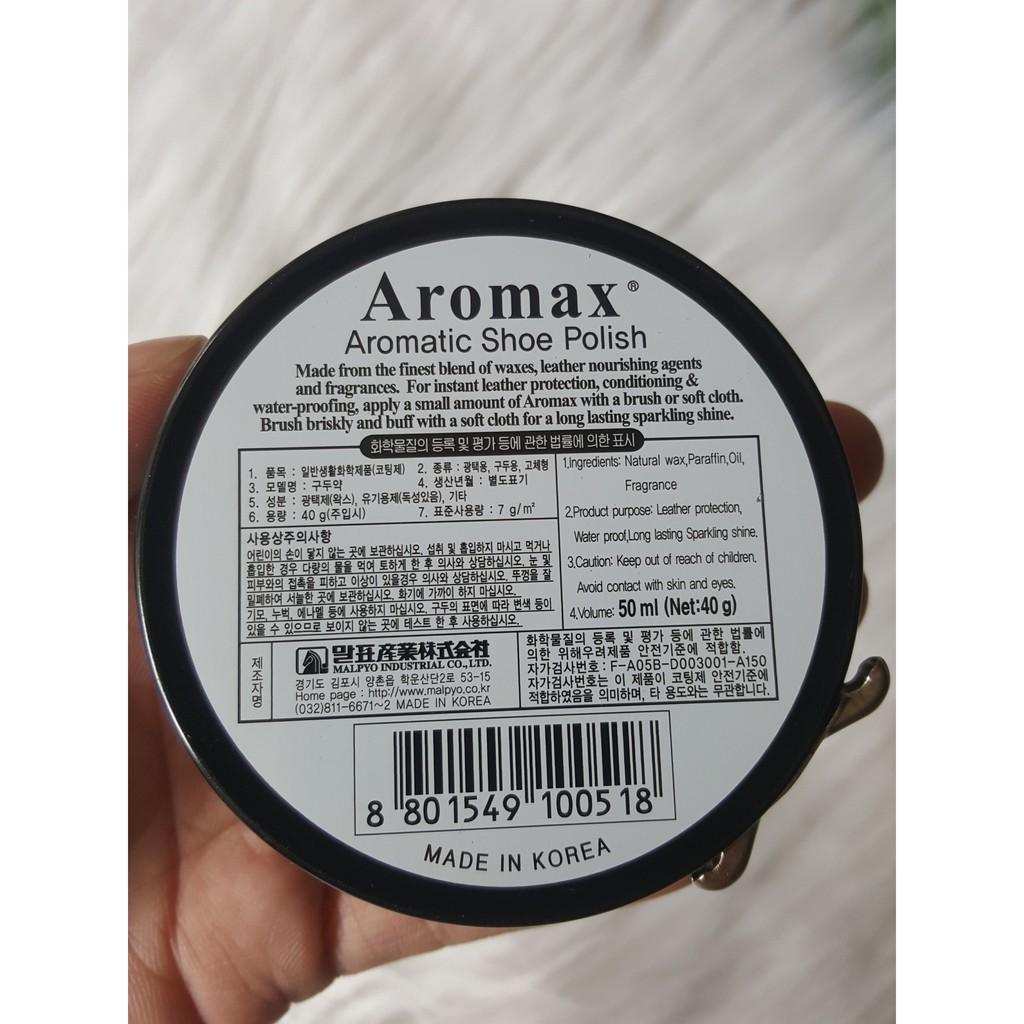 Aromax®
Aromatic Shoe Polish
Made from the finest blend of waxes, leather nourishing agents
and fragrances. For instant leather protection, conditioning &
water-proofing, apply a small amount of Aromax with a brush or soft cloth.
Brush briskly and buff with a soft cloth for a long lasting sparkling shine.
화학물질의 등록 및 평가 등에 관한 법률에 의한 표시
1. 품목 : 일반생활화학제품(코팅제) 2. 종류 : 광택용, 구두용, 고체형
3. 모델명 : 구두약 4. 생산년월 : 별도표기
5. 성분 : 광택제(왁스), 유기용제(독성있음), 기타
6. 용량 : 40 g(주입시) 7. 표준사용량 : 7 g/m²
사용상주의사항
어린이의 손이 닿지 않는 곳에 보관하십시오. 섭취 및 흡입하지 마시고 먹거나
흡입한 경우 다량의 물을 먹여 토하게 한 후 의사와 상담하십시오. 눈 및
피부와의 접촉을 피하고 이상이 있을경우 의사와 상담하십시오. 뚜껑을 잘
밀폐하여 서늘한 곳에 보관하십시오. 화기에 가까이 하지 마십시오.
기모, 누벅, 에나멜 등에 사용하지 마십시오. 구두의 표면에 따라 변색 등이
있을 수 있으므로 보이지 않는 곳에 테스트 한 후 사용하십시오.
1.Ingredients: Natural wax,Paraffin,Oil,
Fragrance
2.Product purpose: Leather protection,
Water proof,Long lasting Sparkling shine.
3.Caution: Keep out of reach of children.
Avoid contact with skin and eyes.
4.Volume: 50 ml (Net:40 g)
제조자명
말표産業株式会社
MALPYO INDUSTRIAL CO., LTD.
경기도 김포시 양촌읍 학운산단2로 53-15
Home page : http://www.malpyo.co.kr
(032)811-6671~2 MADE IN KOREA
화학물질의 등록 및 평가 등에 관한 법률에
의한 위해우려제품 안전기준에 적합함.
자가검사번호 : F-A05B-D003001-A150
자가검사번호는 이 제품이 코팅제 안전기준에
적합하였음을 의미하며, 타 용도와는 무관합니다.
8 801549 100518
MADE IN KOREA